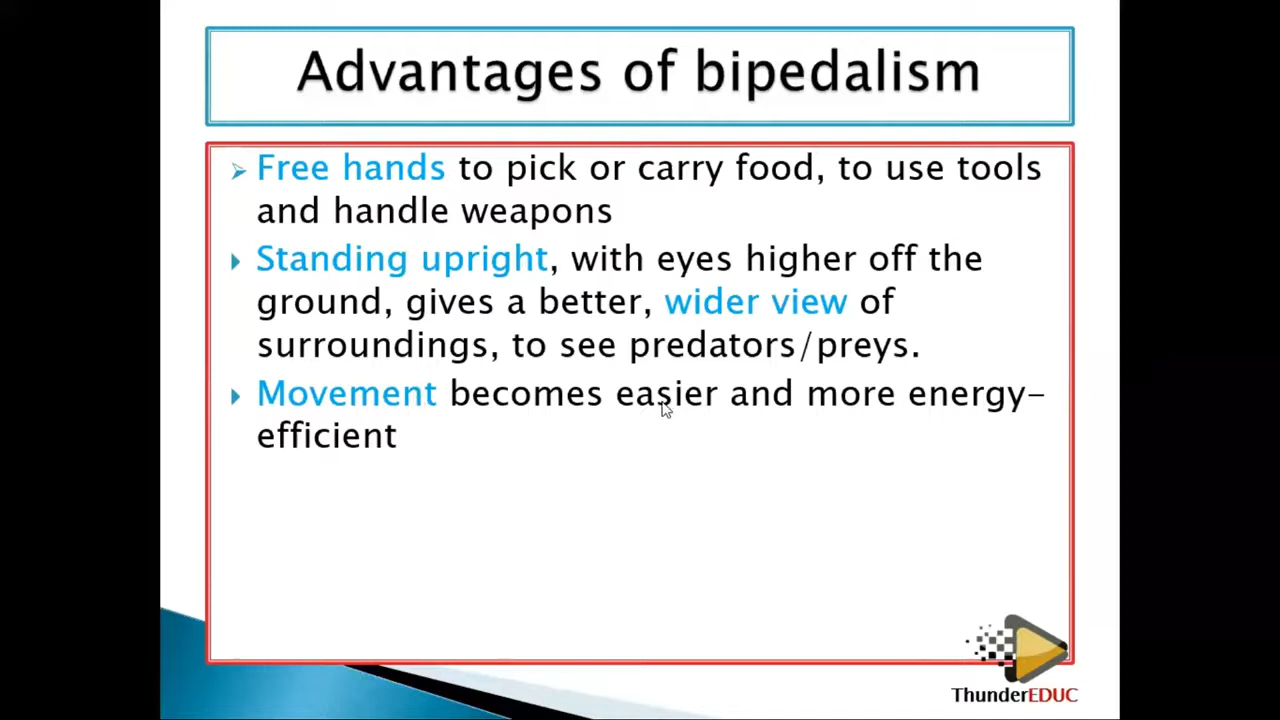 Advantages of bipedalism
Free hands to pick or carry food, to use tools
and handle weapons
Standing upright, with eyes higher off the
ground, gives a better, wider view of
surroundings, to see predators/preys.
Movement becomes easier and more energy-
efficient
ThunderEDUC